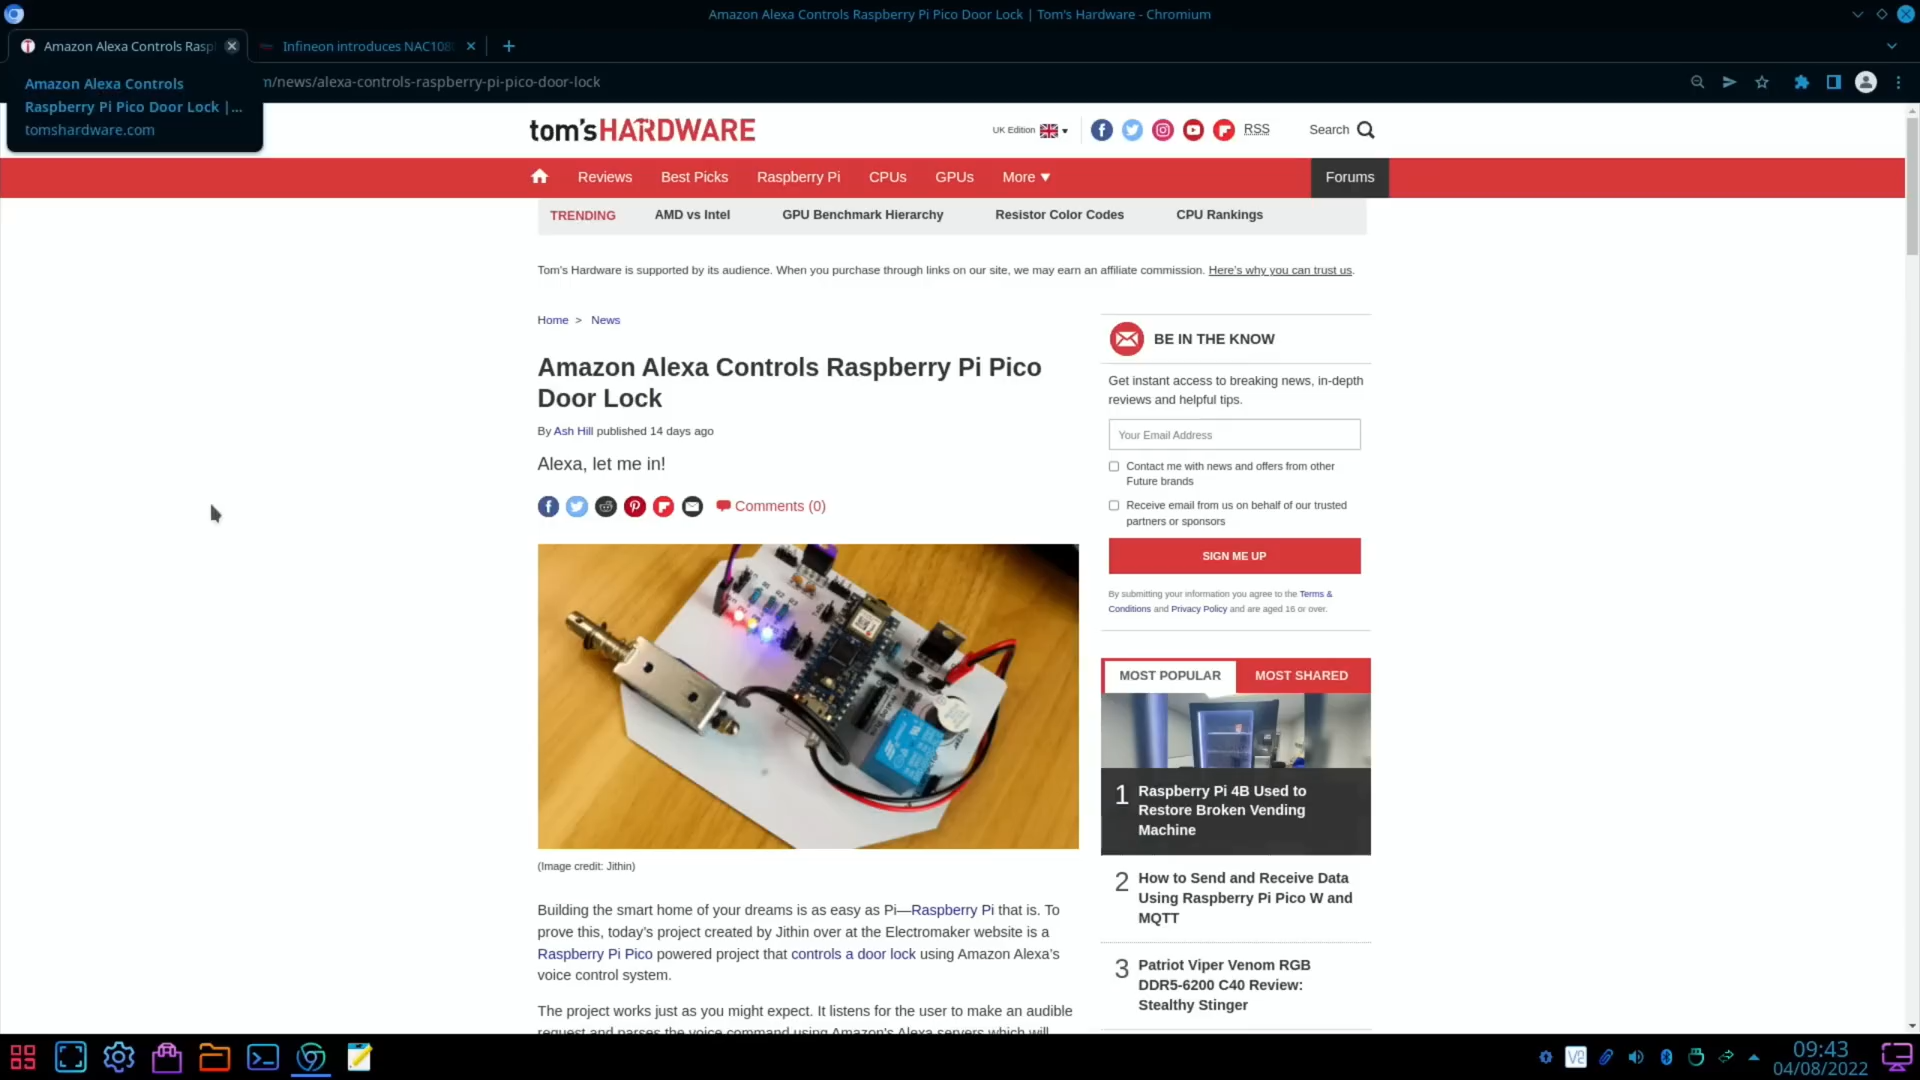 Amazon Alexa Controls Raspberry Pi Pico Door Lock | Tom's Hardware - Chromium
Amazon Alexa Controls Rasp
Infineon introduces NAC108
Amazon Alexa Controls
Raspberry Pi Pico Door Lock |...
tomshardware.com
/news/alexa-controls-raspberry-pi-pico-door-lock
tom'sHARDWARE
UK Edition
RSS
Search
Reviews
Best Picks
Raspberry Pi
CPUs
GPUs
More
Forums
TRENDING
AMD vs Intel
GPU Benchmark Hierarchy
Resistor Color Codes
CPU Rankings
Tom's Hardware is supported by its audience. When you purchase through links on our site, we may earn an affiliate commission. Here's why you can trust us.
Home > News
Amazon Alexa Controls Raspberry Pi Pico
Door Lock
By Ash Hill published 14 days ago
Alexa, let me in!
Comments (0)
(Image credit: Jithin)
Building the smart home of your dreams is as easy as Pi—Raspberry Pi that is. To
prove this, today's project created by Jithin over at the Electromaker website is a
Raspberry Pi Pico powered project that controls a door lock using Amazon Alexa's
voice control system.
The project works just as you might expect. It listens for the user to make an audible
request and parses the voice command using Amazon's Alexa servers which will
BE IN THE KNOW
Get instant access to breaking news, in-depth
reviews and helpful tips.
Your Email Address
Contact me with news and offers from other
Future brands
Receive email from us on behalf of our trusted
partners or sponsors
SIGN ME UP
By submitting your information you agree to the Terms &
Conditions and Privacy Policy and are aged 16 or over.
MOST POPULAR
MOST SHARED
1
Raspberry Pi 4B Used to
Restore Broken Vending
Machine
2
How to Send and Receive Data
Using Raspberry Pi Pico W and
MQTT
3
Patriot Viper Venom RGB
DDR5-6200 C40 Review:
Stealthy Stinger
09:43
04/08/2022